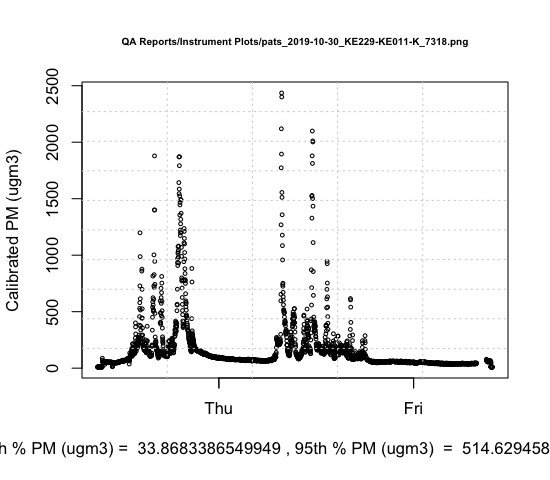 QA Reports/Instrument Plots/pats_2019-10-30_KE229-KE011-K_7318.png
2500
2000
1500
1000
500
0
Calibrated PM (ugm3)
Thu Fri
h % PM (ugm3) = 33.8683386549949 , 95th % PM (ugm3) = 514.629458